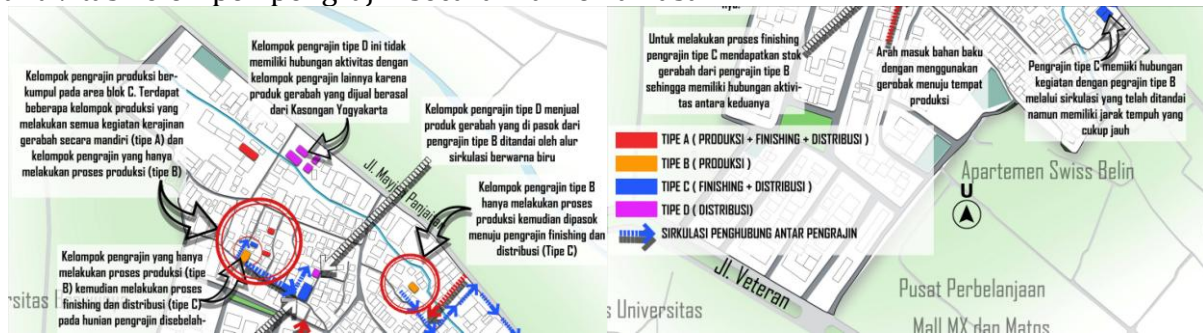 Kelompok pengrajin tipe D ini tidak
memiliki hubungan aktivitas dengan
kelompok pengrajin lainnya karena
produk gerabah yang dijual berasal
dari Kasongan Yogyakarta
Kelompok pengrajin produksi ber-
kumpul pada area blok C. Terdapat
beberapa kelompok produksi yang
melakukan semua kegiatan kerajinan
gerabah secara mandiri (tipe A) dan
kelompok pengrajin yang hanya
melakukan proses produksi (tipe B)
Kelompok pengrajin tipe D menjual
produk gerabah yang di pasok dari
pengrajin tipe B ditandai oleh alur
sirkulasi berwarna biru
Jl. Mayjen Panjaitan
Kelompok pengrajin tipe B
hanya melakukan proses
produksi kemudian dipasok
menuju pengrajin finishing dan
distribusi (Tipe C)
Kelompok pengrajin yang hanya
melakukan proses produksi (tipe
B) kemudian melakukan proses
finishing dan distribusi (tipe C)
pada hunian pengrajin disebelah-
Untuk melakukan proses finishing
pengrajin tipe C mendapatkan stok
gerabah dari pengrajin tipe B
sehingga memiliki hubungan aktivi-
tas antara keduanya
Arah masuk bahan baku
dengan menggunakan
gerobak menuju tempat
produksi
Pengrajin tipe C memiiki hubungan
kegiatan dengan pegrajin tipe B
melalui sirkulasi yang telah ditandai
namun memiliki jarak tempuh yang
cukup jauh
TIPE A ( PRODUKSI + FINISHING + DISTRIBUSI )
TIPE B ( PRODUKSI )
TIPE C ( FINISHING + DISTRIBUSI )
TIPE D ( DISTRIBUSI)
SIRKULASI PENGHUBUNG ANTAR PENGRAJIN
Apartemen Swiss Belin
U
Jl. Veteran
s Universitas
Pusat Perbelanjaan
Mall MX dan Matos